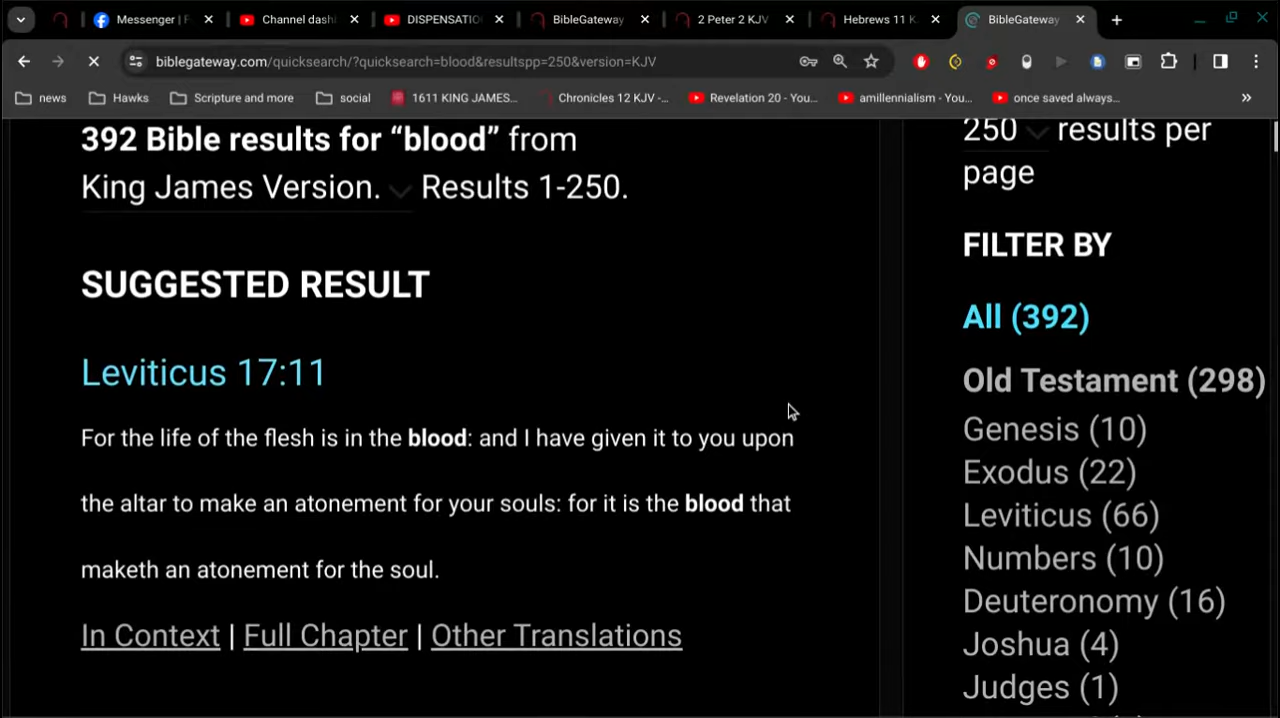 Messenger | F
Channel dash
DISPENSATIO
BibleGateway
2 Peter 2 KJV
Hebrews 11 K
BibleGateway
biblegateway.com/quicksearch/?quicksearch=blood&resultspp=250&version=KJV
news
Hawks
Scripture and more
social
1611 KING JAMES...
Chronicles 12 KJV -...
Revelation 20 - You...
amillennialism - You...
once saved always...
392 Bible results for “blood” from
King James Version. Results 1-250.
SUGGESTED RESULT
Leviticus 17:11
For the life of the flesh is in the blood: and I have given it to you upon
the altar to make an atonement for your souls: for it is the blood that
maketh an atonement for the soul.
In Context | Full Chapter | Other Translations
250 results per
page
FILTER BY
All (392)
Old Testament (298)
Genesis (10)
Exodus (22)
Leviticus (66)
Numbers (10)
Deuteronomy (16)
Joshua (4)
Judges (1)